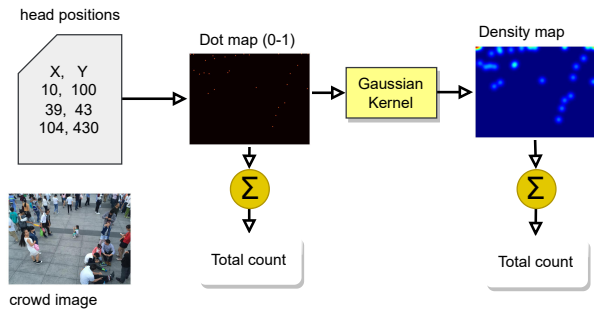 head positions
X, Y
10, 100
39, 43
104, 430
Dot map (0-1)
Gaussian
Kernel
Density map
Σ
Σ
Total count
Total count
crowd image